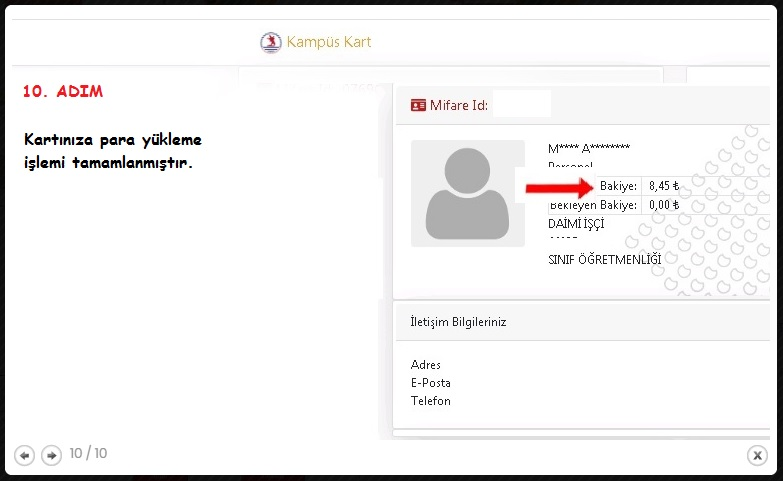 Kampüs Kart
10. ADIM
Kartınıza para yükleme
işlemi tamamlanmıştır.
Mifare Id:
M**** A********
Personel
Bakiye: 8,45 ₺
Bekleyen Bakiye: 0,00 ₺
DAİMİ İŞÇİ
SINIF ÖĞRETMENLİĞİ
İletişim Bilgileriniz
Adres
E-Posta
Telefon
10 / 10